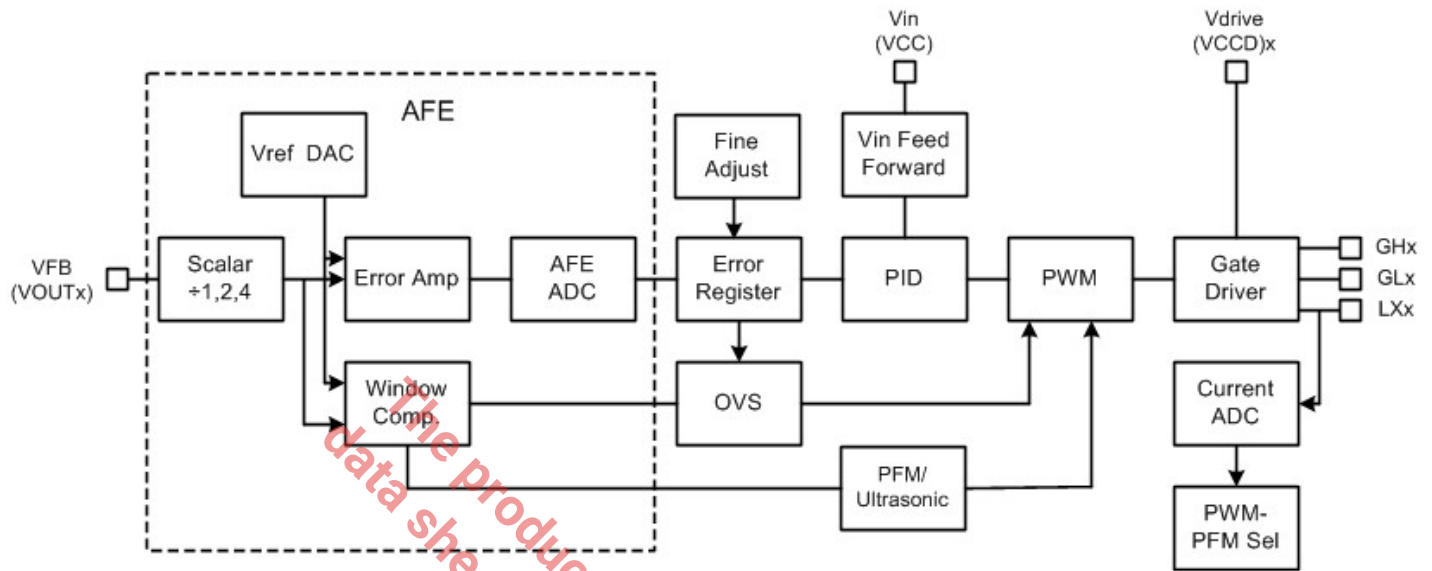 Vin
(VCC)
Vdrive
(VCCD)x
AFE
Vref DAC
Fine
Adjust
Vin Feed
Forward
VFB
(VOUTx)
Scalar
÷1,2,4
Error Amp
AFE
ADC
Error
Register
PID
PWM
Gate
Driver
GHx
GLx
LXx
Window
Comp.
OVS
Current
ADC
PFM/
Ultrasonic
PWM-
PFM Sel
The
data